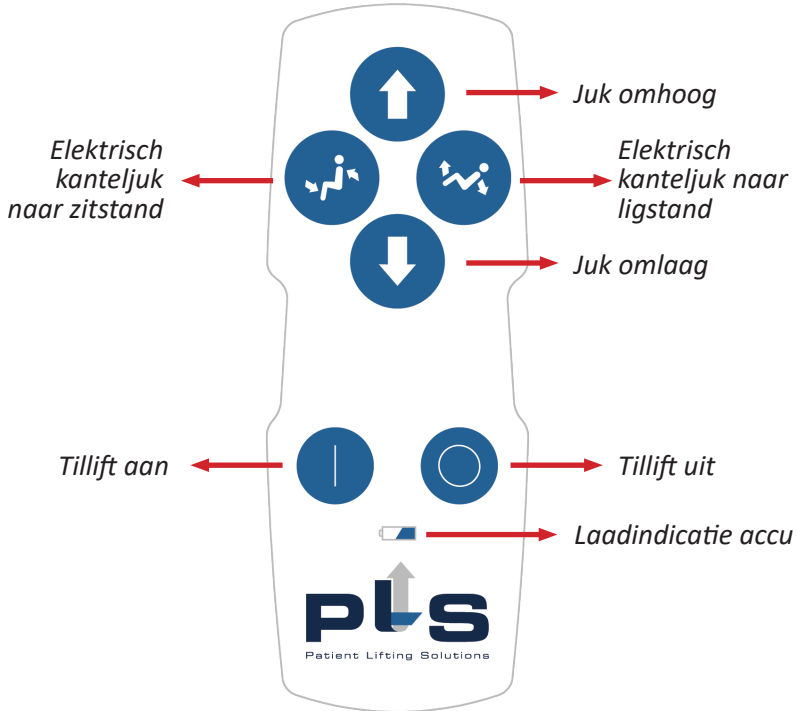 Juk omhoog
Elektrisch
kanteljuk
naar zitstand
Elektrisch
kanteljuk naar
ligstand
Juk omlaag
Tillift aan
Tillift uit
Laadindicatie accu
PLS
Patient Lifting Solutions